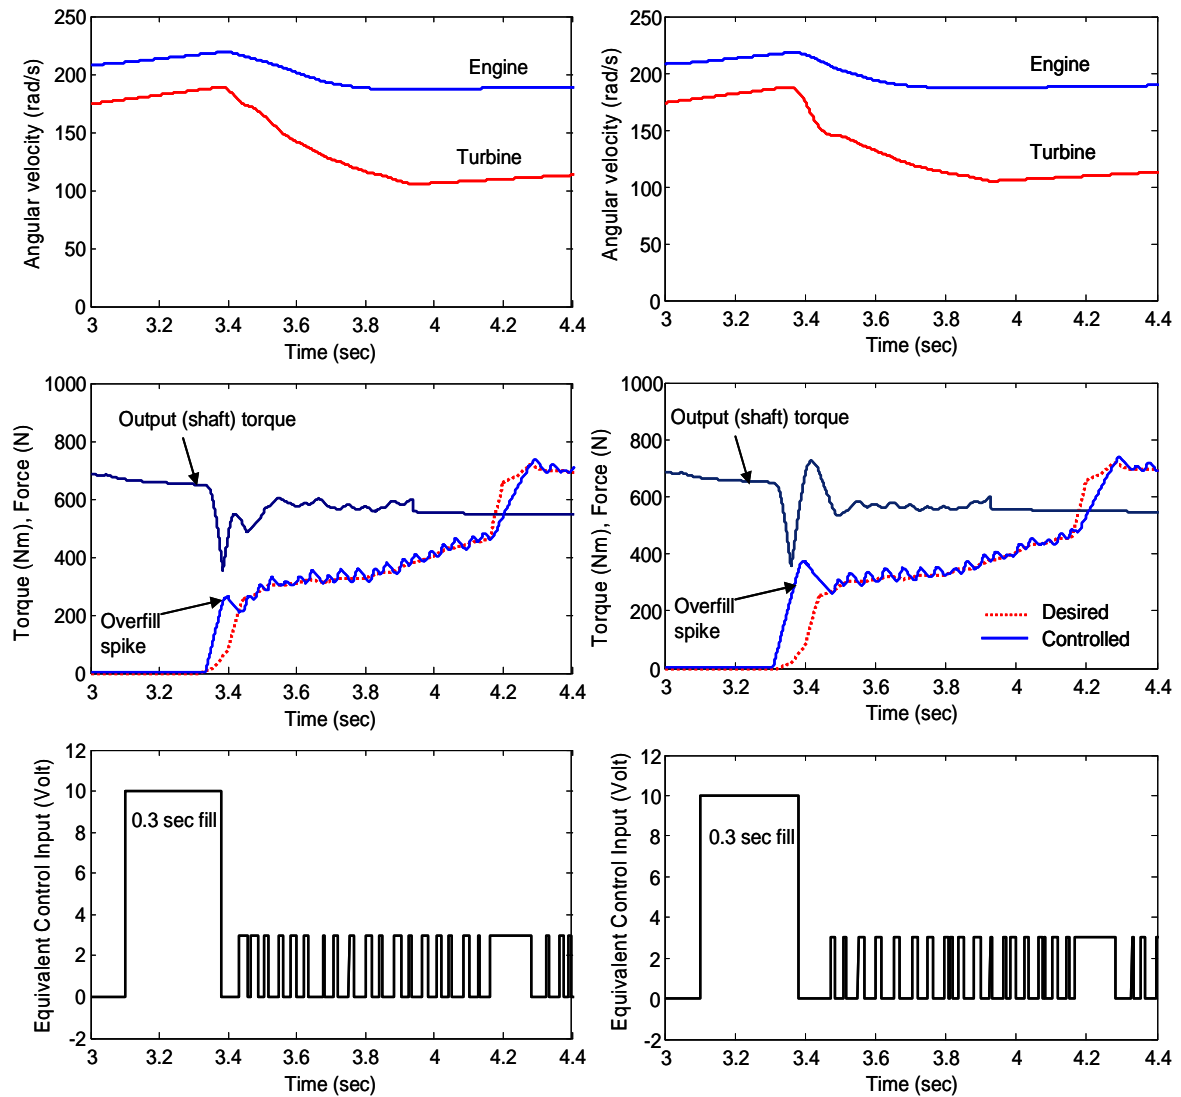 250
200
150
100
50
0
Angular velocity (rad/s)
Engine
Turbine
3 3.2 3.4 3.6 3.8 4 4.2 4.4
Time (sec)
250
200
150
100
50
0
Angular velocity (rad/s)
Engine
Turbine
3 3.2 3.4 3.6 3.8 4 4.2 4.4
Time (sec)
1000
800
600
400
200
0
Torque (Nm), Force (N)
Output (shaft) torque
Overfill
spike
3 3.2 3.4 3.6 3.8 4 4.2 4.4
Time (sec)
1000
800
600
400
200
0
Torque (Nm), Force (N)
Output (shaft) torque
Overfill
spike
Desired
Controlled
3 3.2 3.4 3.6 3.8 4 4.2 4.4
Time (sec)
12
10
8
6
4
2
0
-2
Equivalent Control Input (Volt)
0.3 sec fill
3 3.2 3.4 3.6 3.8 4 4.2 4.4
Time (sec)
12
10
8
6
4
2
0
-2
Equivalent Control Input (Volt)
0.3 sec fill
3 3.2 3.4 3.6 3.8 4 4.2 4.4
Time (sec)